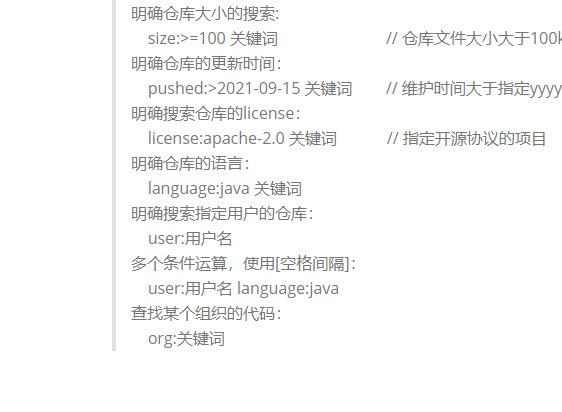 明确仓库大小的搜索:
size:>=100 关键词 // 仓库文件大小大于100k
明确仓库的更新时间：
pushed:>2021-09-15 关键词 // 维护时间大于指定yyyy
明确搜索仓库的license：
license:apache-2.0 关键词 // 指定开源协议的项目
明确仓库的语言：
language:java 关键词
明确搜索指定用户的仓库：
user:用户名
多个条件运算，使用[空格间隔]：
user:用户名 language:java
查找某个组织的代码：
org:关键词